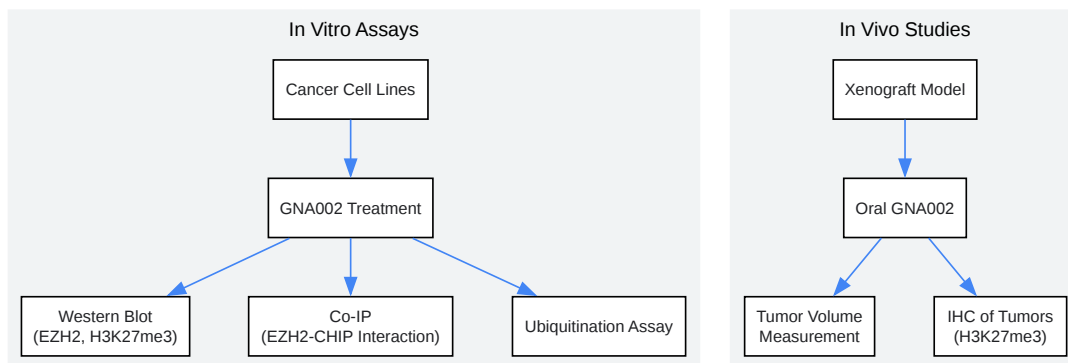 In Vitro Assays
Cancer Cell Lines
GNA002 Treatment
Western Blot
(EZH2, H3K27me3)
Co-IP
(EZH2-CHIP Interaction)
Ubiquitination Assay
In Vivo Studies
Xenograft Model
Oral GNA002
Tumor Volume
Measurement
IHC of Tumors
(H3K27me3)